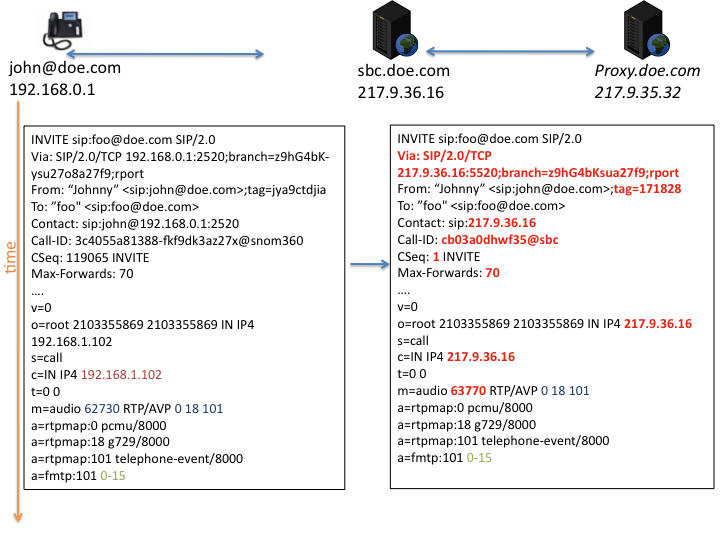 john@doe.com
192.168.0.1
sbc.doe.com
217.9.36.16
Proxy.doe.com
217.9.35.32
time
INVITE sip:foo@doe.com SIP/2.0
Via: SIP/2.0/TCP 192.168.0.1:2520;branch=z9hG4bK-
ysu27o8a27f9;rport
From: “Johnny” <sip:john@doe.com>;tag=jya9ctdjia
To: ”foo" <sip:foo@doe.com>
Contact: sip:john@192.168.0.1:2520
Call-ID: 3c4055a81388-fkf9dk3az27x@snom360
CSeq: 119065 INVITE
Max-Forwards: 70
....
v=0
o=root 2103355869 2103355869 IN IP4
192.168.1.102
s=call
c=IN IP4 192.168.1.102
t=0 0
m=audio 62730 RTP/AVP 0 18 101
a=rtpmap:0 pcmu/8000
a=rtpmap:18 g729/8000
a=rtpmap:101 telephone-event/8000
a=fmtp:101 0-15
INVITE sip:foo@doe.com SIP/2.0
Via: SIP/2.0/TCP
217.9.36.16:5520;branch=z9hG4bKsua27f9;rport
From: “Johnny” <sip:john@doe.com>;tag=171828
To: ”foo" <sip:foo@doe.com>
Contact: sip:217.9.36.16
Call-ID: cb03a0dhwf35@sbc
CSeq: 1 INVITE
Max-Forwards: 70
....
v=0
o=root 2103355869 2103355869 IN IP4 217.9.36.16
s=call
c=IN IP4 217.9.36.16
t=0 0
m=audio 63770 RTP/AVP 0 18 101
a=rtpmap:0 pcmu/8000
a=rtpmap:18 g729/8000
a=rtpmap:101 telephone-event/8000
a=fmtp:101 0-15